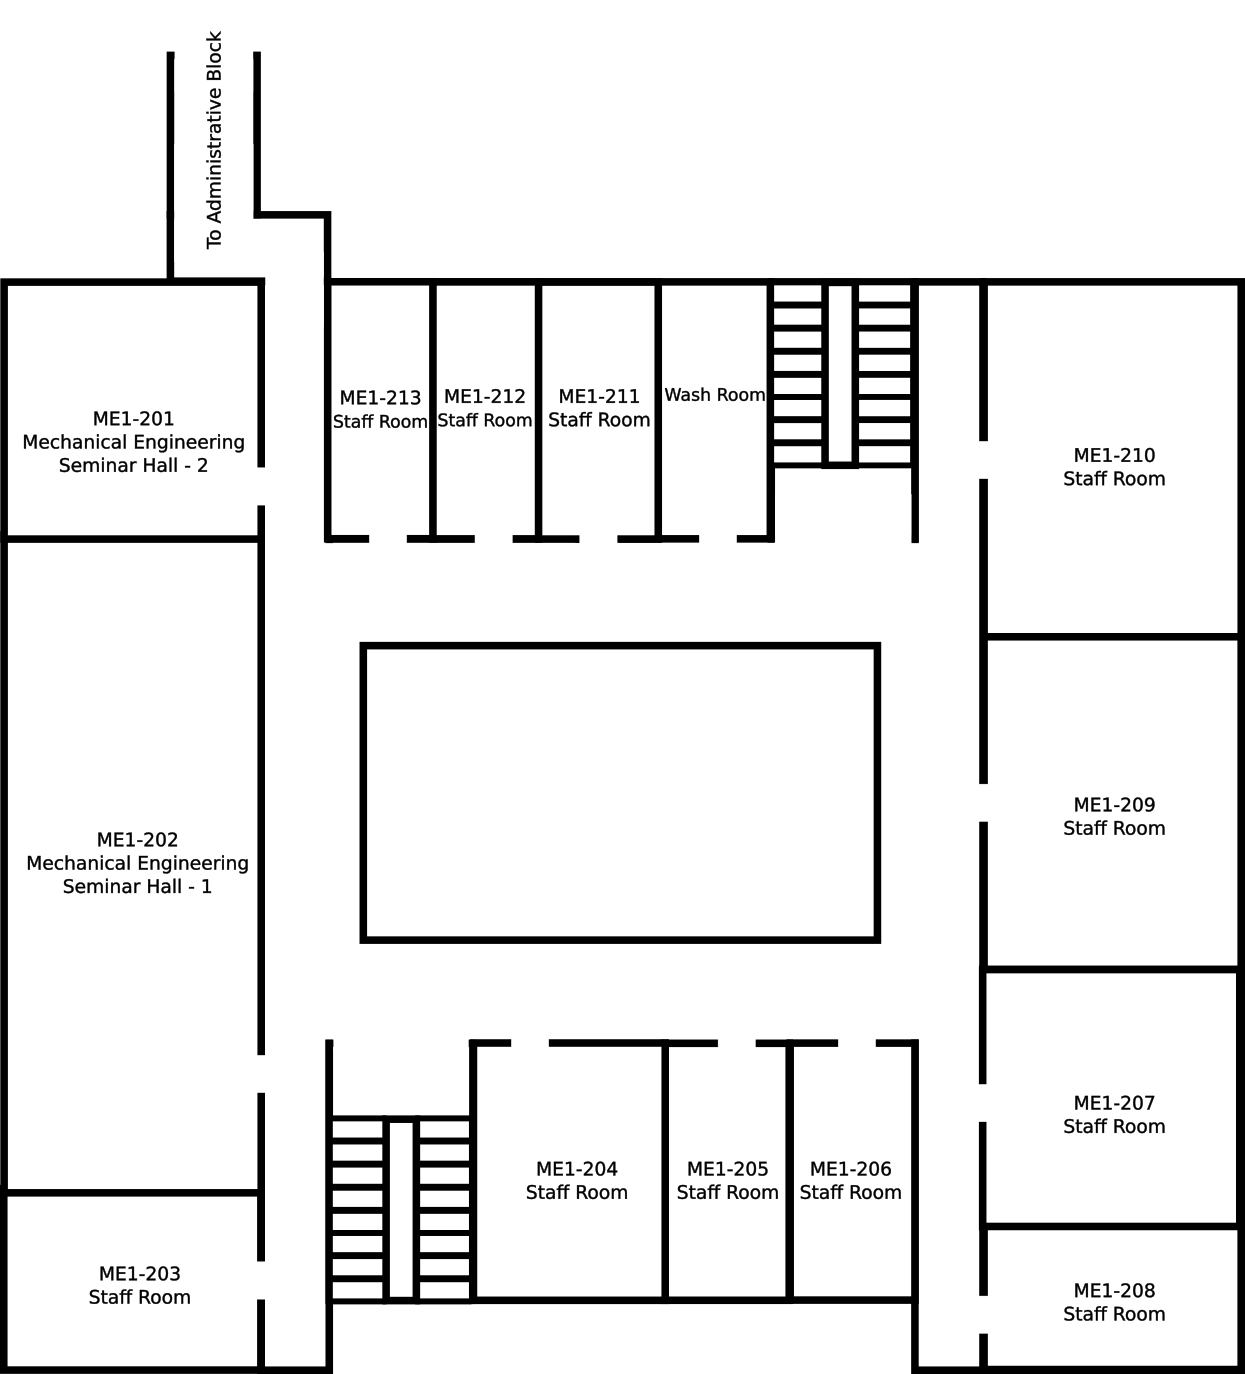 To Administrative Block
ME1-201
Mechanical Engineering
Seminar Hall - 2
ME1-213
Staff Room
ME1-212
Staff Room
ME1-211
Staff Room
Wash Room
ME1-210
Staff Room
ME1-202
Mechanical Engineering
Seminar Hall - 1
ME1-209
Staff Room
ME1-203
Staff Room
ME1-204
Staff Room
ME1-205
Staff Room
ME1-206
Staff Room
ME1-207
Staff Room
ME1-208
Staff Room